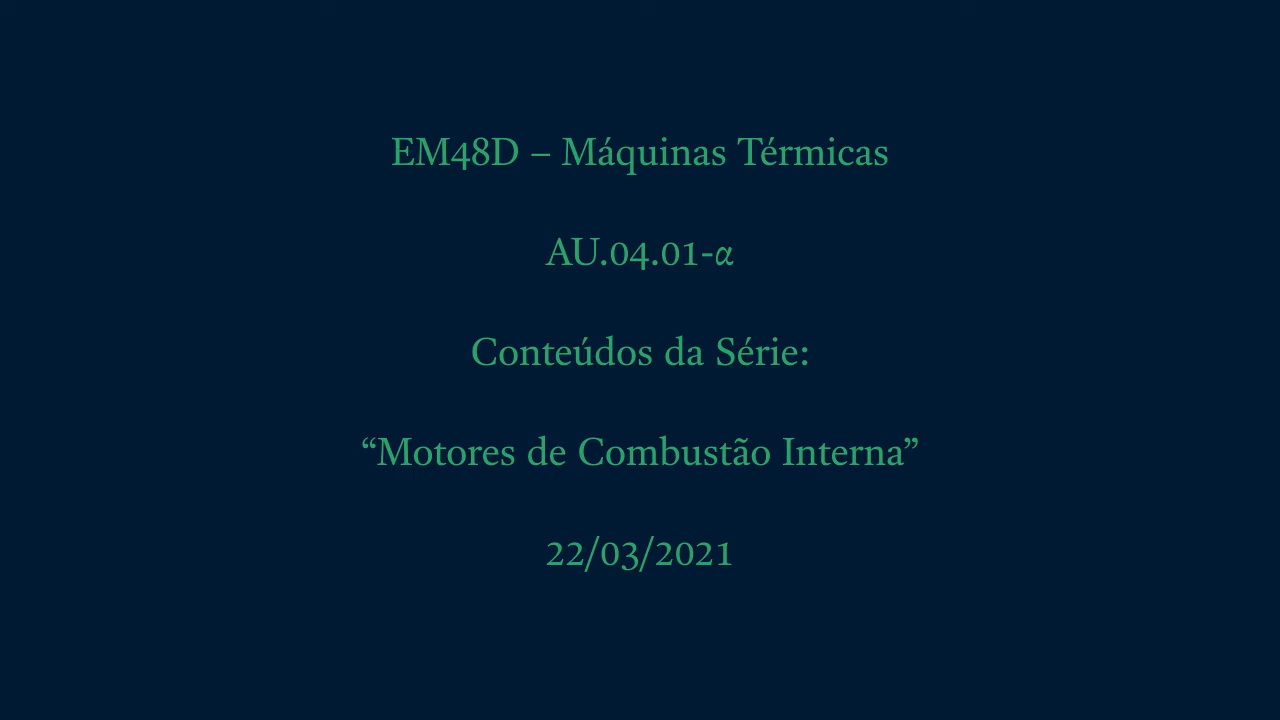 EM48D – Máquinas Térmicas
AU.04.01-α
Conteúdos da Série:
“Motores de Combustão Interna”
22/03/2021